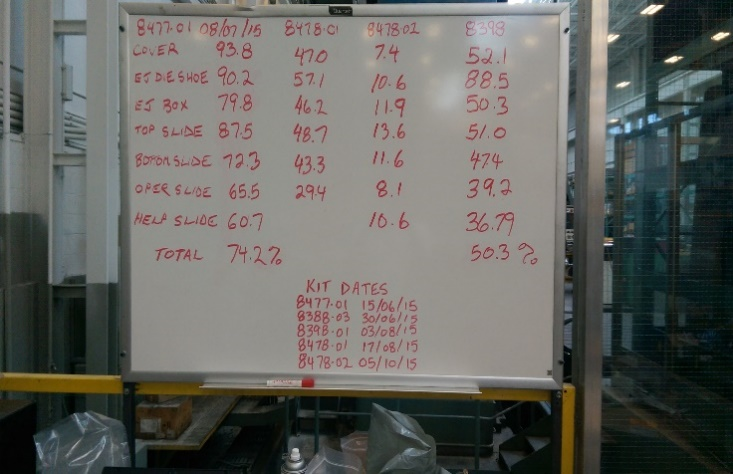 8477-01 08/07/15 8478-01 8478-02 8398
COVER 93.8 47.0 7.4 52.1
EJ DIE SHOE 90.2 57.1 10.6 88.5
EJ BOX 79.8 46.2 11.9 50.3
TOP SLIDE 87.5 48.7 13.6 51.0
BOTOM SLIDE 72.3 43.3 11.6 47.4
OPER SLIDE 65.5 29.4 8.1 39.2
HELP SLIDE 60.7 10.6 36.79
TOTAL 74.2% 50.3%
KIT DATES
8477-01 15/06/15
8388-03 30/06/15
8398-01 03/08/15
8478-01 17/08/15
8478-02 05/10/15